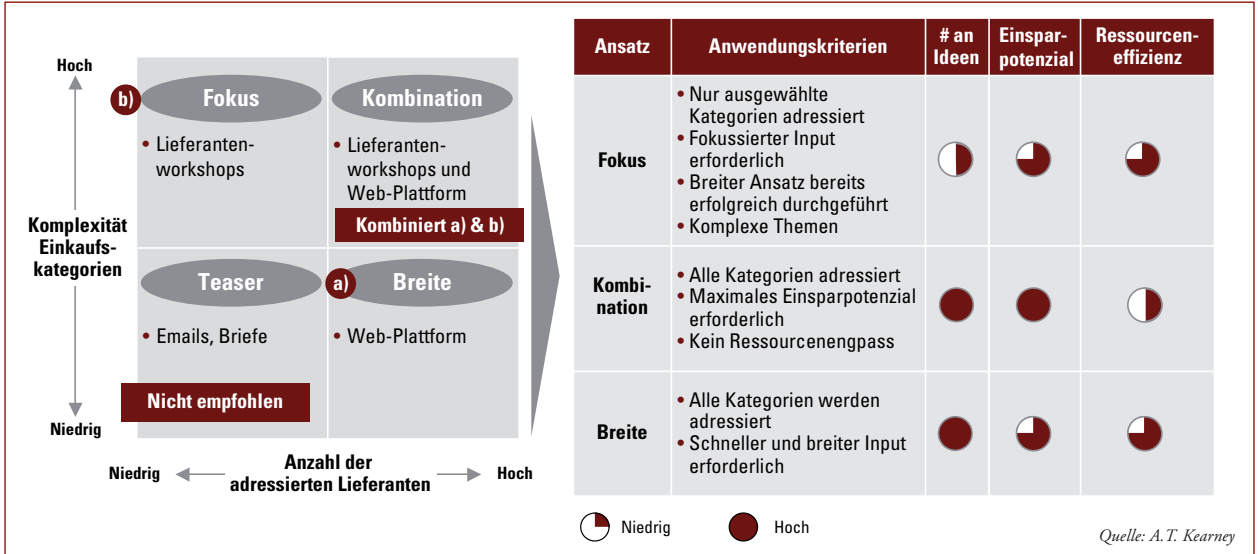 Hoch
b)
Fokus
• Lieferanten-
workshops
Kombination
• Lieferanten-
workshops und
Web-Plattform
Kombiniert a) & b)
Komplexität
Einkaufs-
kategorien
Teaser
• Emails, Briefe
Nicht empfohlen
a)
Breite
• Web-Plattform
Niedrig
Niedrig
Anzahl der
adressierten Lieferanten
Hoch
Ansatz
Anwendungskriterien
# an
Ideen
Einspar-
potenzial
Ressourcen-
effizienz
Fokus
• Nur ausgewählte
Kategorien adressiert
• Fokussierter Input
erforderlich
• Breiter Ansatz bereits
erfolgreich durchgeführt
• Komplexe Themen
Kombi-
nation
• Alle Kategorien adressiert
• Maximales Einsparpotenzial
erforderlich
• Kein Ressourcenengpass
Breite
• Alle Kategorien werden
adressiert
• Schneller und breiter Input
erforderlich
Niedrig
Hoch
Quelle: A.T. Kearney